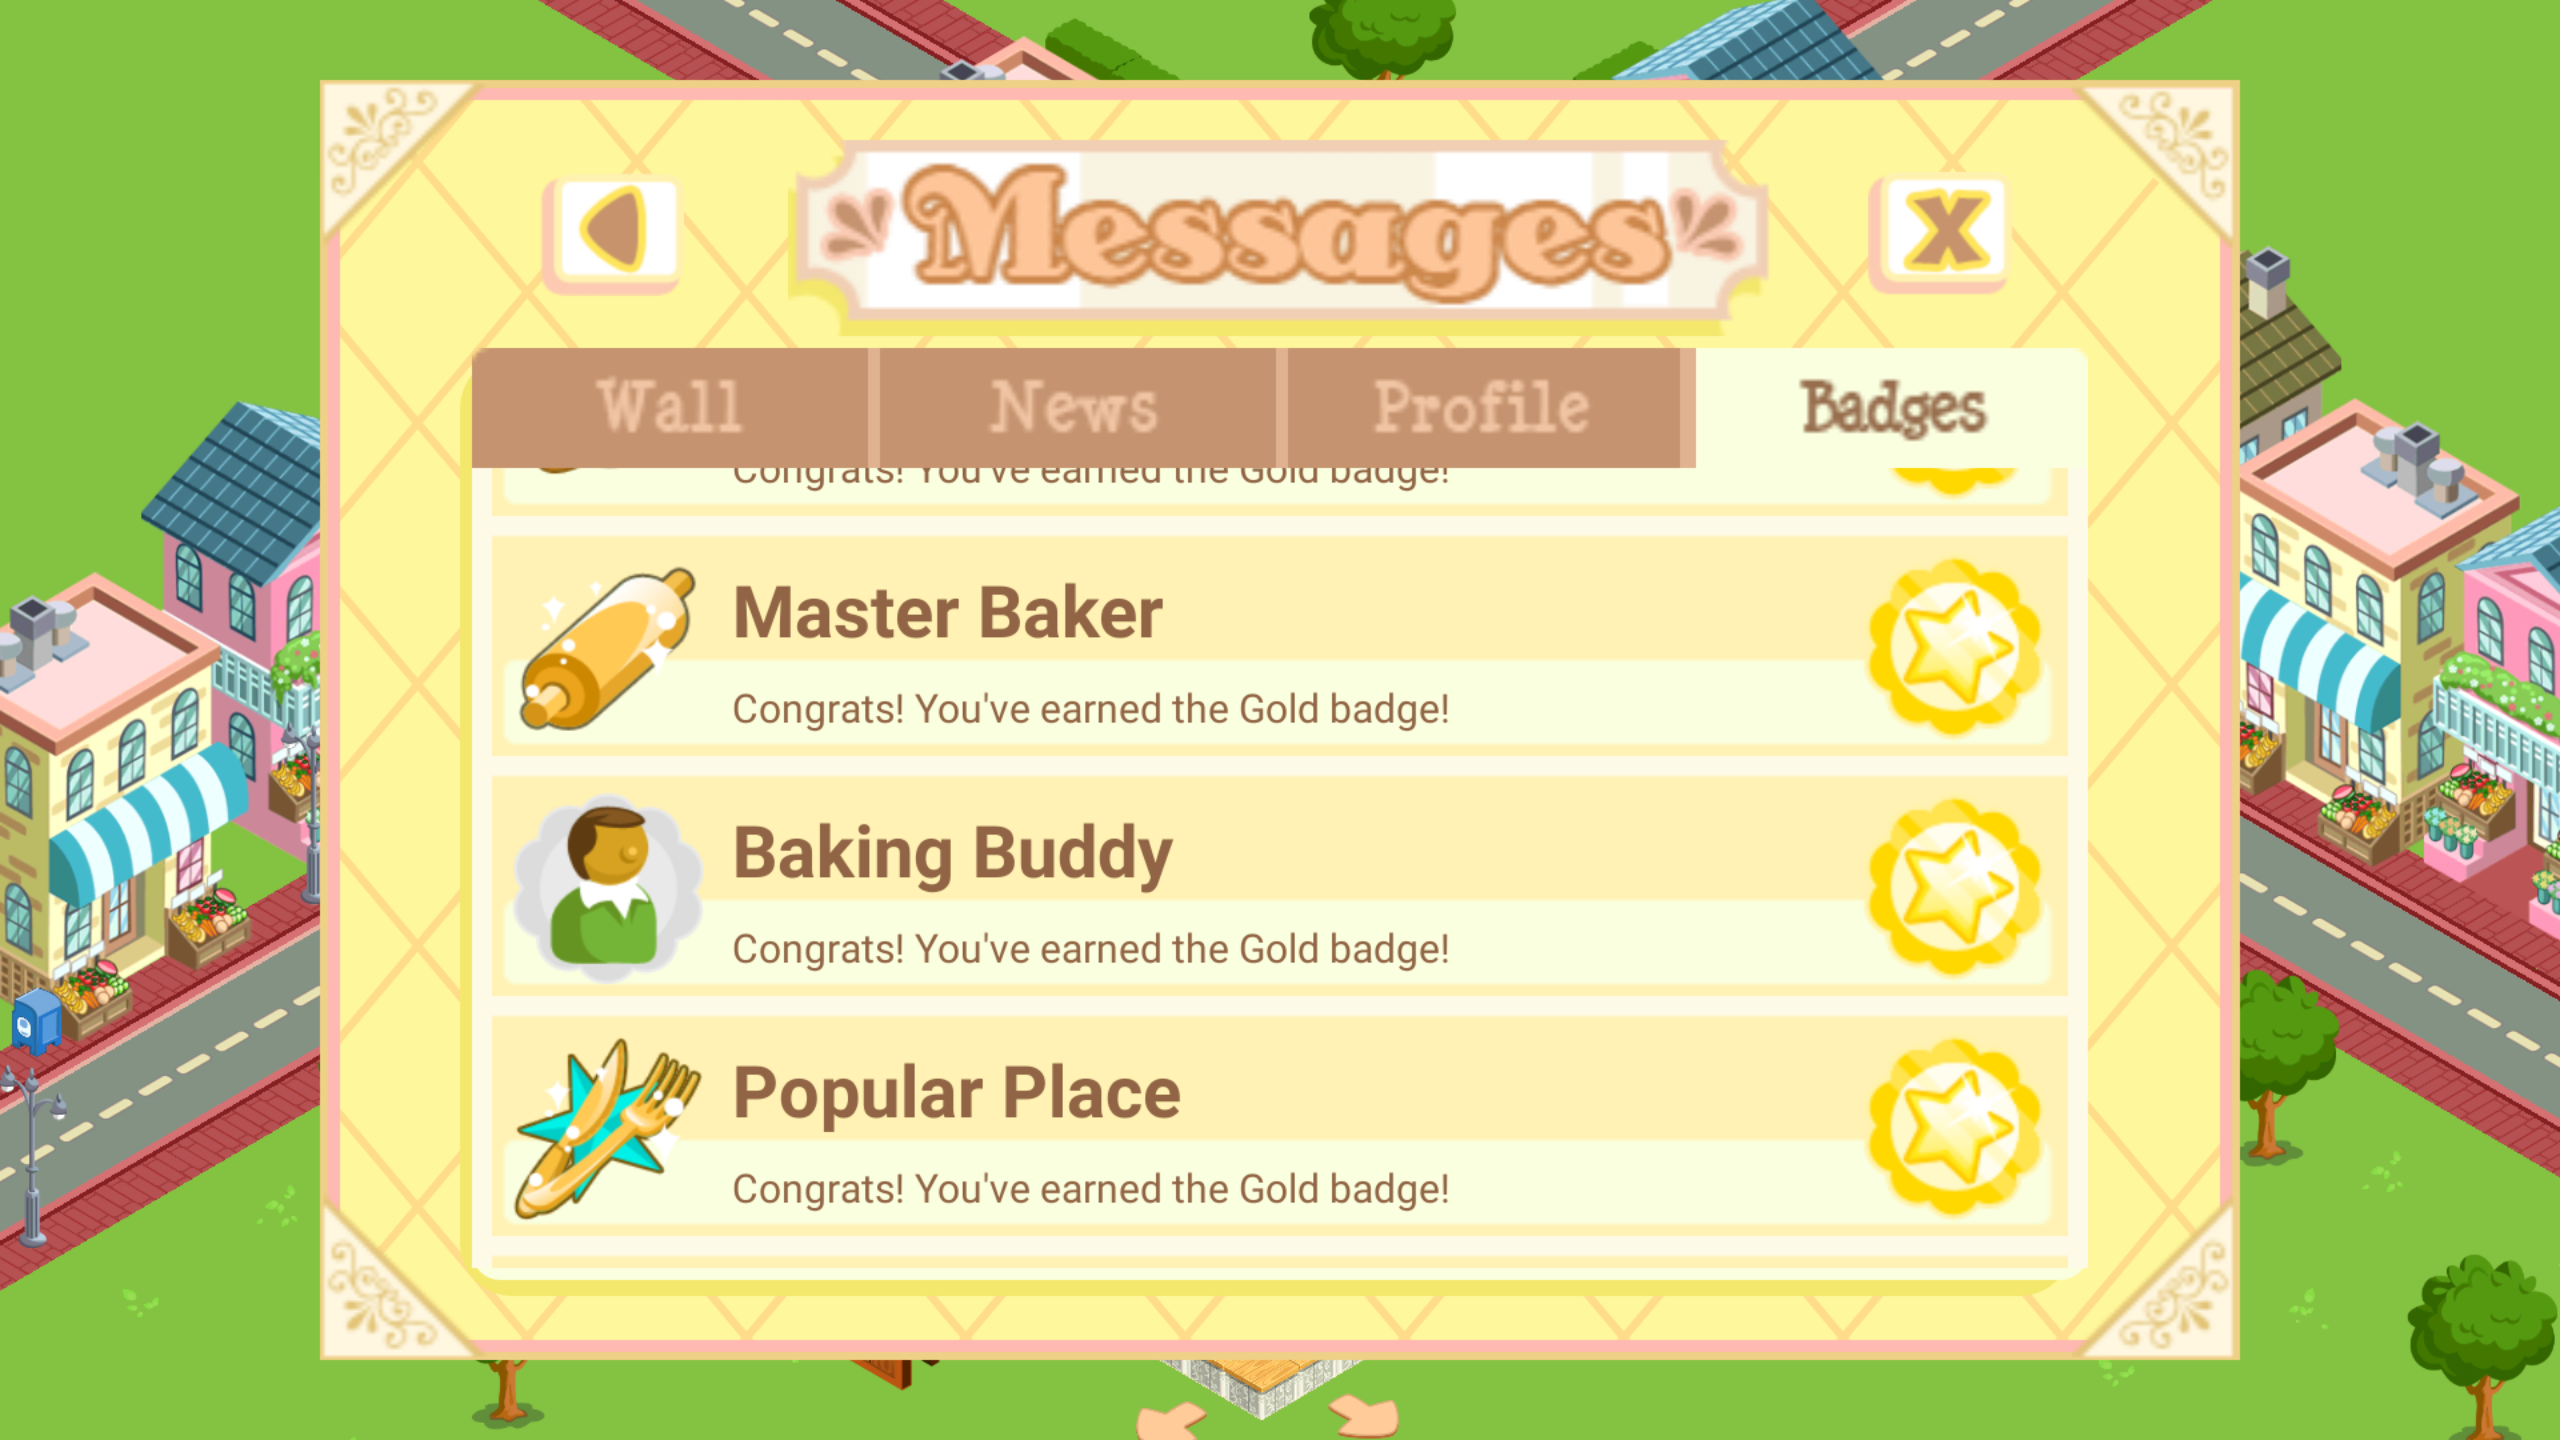 Messages
X
Wall
News
Profile
Badges
Congrats! You've earned the Gold badge!
Master Baker
Congrats! You've earned the Gold badge!
Baking Buddy
Congrats! You've earned the Gold badge!
Popular Place
Congrats! You've earned the Gold badge!